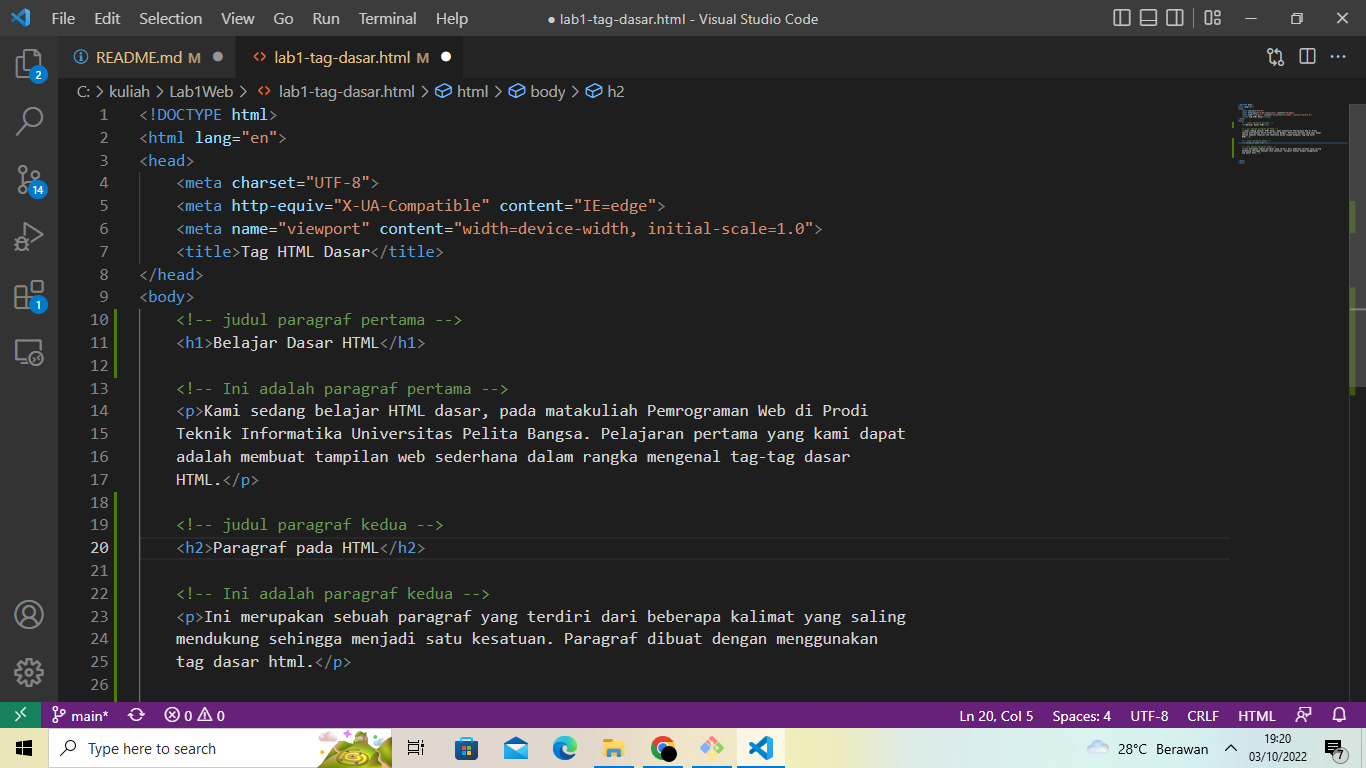 File Edit Selection View Go Run Terminal Help ● lab1-tag-dasar.html - Visual Studio Code
README.md M ● lab1-tag-dasar.html M ●
C: > kuliah > Lab1Web > lab1-tag-dasar.html > html > body > h2
1 <!DOCTYPE html>
2 <html lang="en">
3 <head>
4 <meta charset="UTF-8">
5 <meta http-equiv="X-UA-Compatible" content="IE=edge">
6 <meta name="viewport" content="width=device-width, initial-scale=1.0">
7 <title>Tag HTML Dasar</title>
8 </head>
9 <body>
10 <!-- judul paragraf pertama -->
11 <h1>Belajar Dasar HTML</h1>
12
13 <!-- Ini adalah paragraf pertama -->
14 <p>Kami sedang belajar HTML dasar, pada matakuliah Pemrograman Web di Prodi
15 Teknik Informatika Universitas Pelita Bangsa. Pelajaran pertama yang kami dapat
16 adalah membuat tampilan web sederhana dalam rangka mengenal tag-tag dasar
17 HTML.</p>
18
19 <!-- judul paragraf kedua -->
20 <h2>Paragraf pada HTML</h2>
21
22 <!-- Ini adalah paragraf kedua -->
23 <p>Ini merupakan sebuah paragraf yang terdiri dari beberapa kalimat yang saling
24 mendukung sehingga menjadi satu kesatuan. Paragraf dibuat dengan menggunakan
25 tag dasar html.</p>
26
2
14
1
main* 0 0 Ln 20, Col 5 Spaces: 4 UTF-8 CRLF HTML
Type here to search 28°C Berawan 19:20
03/10/2022 7